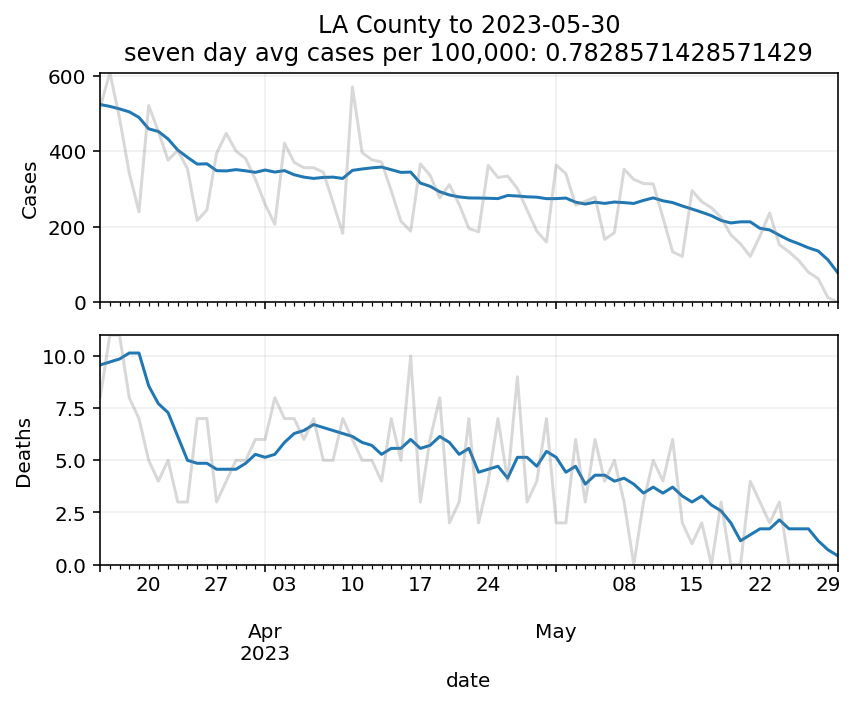 LA County to 2023-05-30
seven day avg cases per 100,000: 0.7828571428571429
600
400
200
0
Cases
10.0
7.5
5.0
2.5
0.0
Deaths
20 27 03 10 17 24 08 15 22 29
Apr May
2023
date